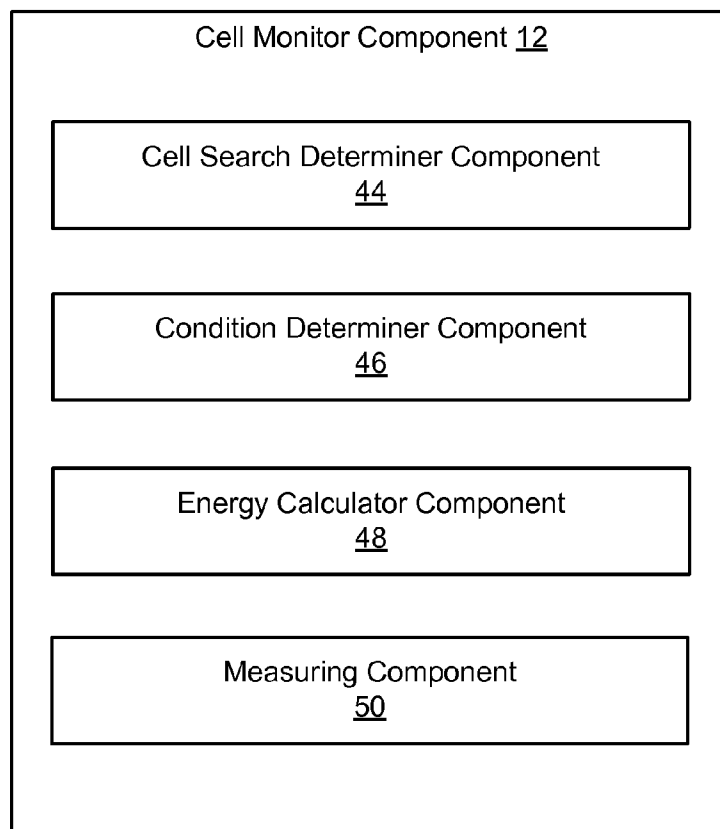 Cell Monitor Component 12
Cell Search Determiner Component
44
Condition Determiner Component
46
Energy Calculator Component
48
Measuring Component
50